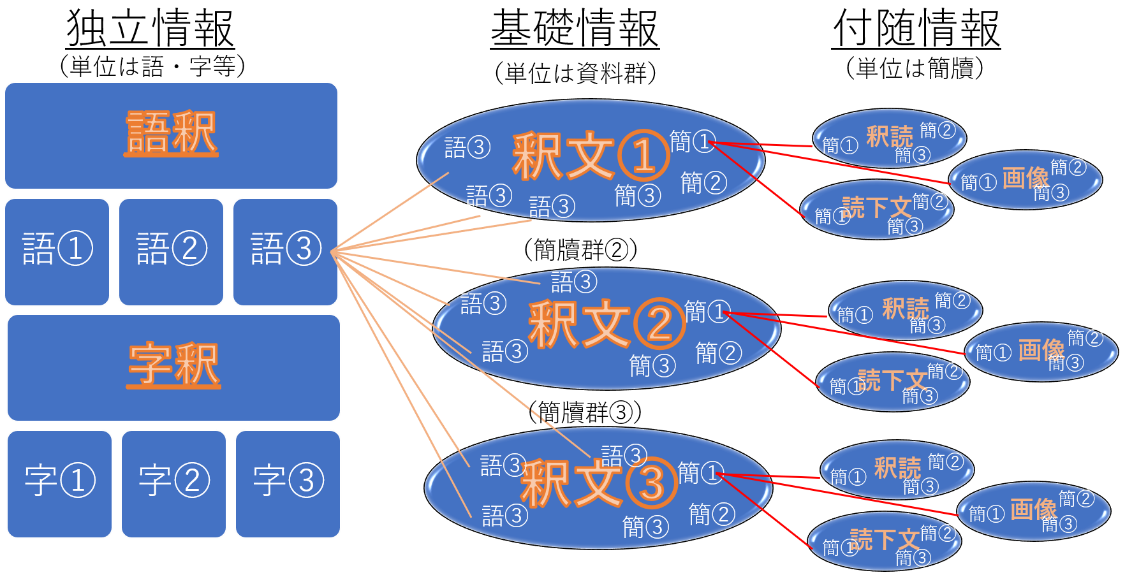 独立情報
(単位は語・字等)
語釈
語①
語②
語③
字釈
字①
字②
字③
基礎情報
(単位は資料群)
語③
釈文①
簡①
語③
語③
簡③
簡②
(簡牘群②)
語③
語③
釈文②
簡①
語③
簡③
簡②
(簡牘群③)
語③
語③
釈文③
簡①
語③
簡③
簡②
付随情報
(単位は簡牘)
釈読
簡①
簡②
簡③
画像
簡①
簡②
簡③
読下文
簡①
簡②
簡③
釈読
簡①
簡②
簡③
画像
簡①
簡②
簡③
読下文
簡①
簡②
簡③
釈読
簡①
簡②
簡③
画像
簡①
簡②
簡③
読下文
簡①
簡②
簡③